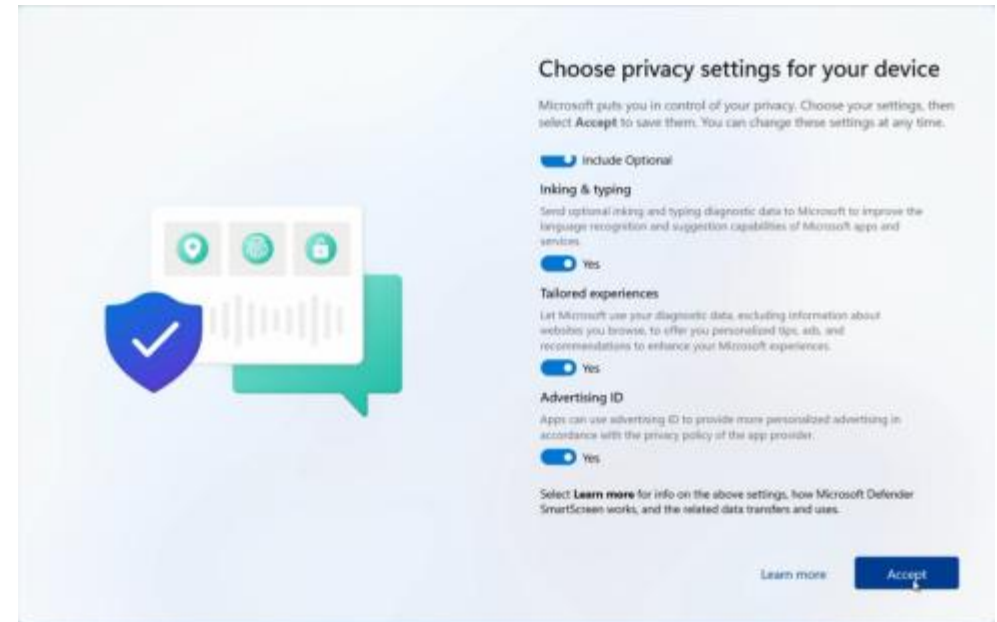 Choose privacy settings for your device
Microsoft puts you in control of your privacy. Choose your settings, then
select Accept to save them. You can change these settings at any time.
Include Optional
Inking & typing
Send optional inking and typing diagnostic data to Microsoft to improve the
language recognition and suggestion capabilities of Microsoft apps and
services.
Yes
Tailored experiences
Let Microsoft use your diagnostic data, excluding information about
websites you browse, to offer you personalized tips, ads, and
recommendations to enhance your Microsoft experiences.
Yes
Advertising ID
Apps can use advertising ID to provide more personalized advertising in
accordance with the privacy policy of the app provider.
Yes
Select Learn more for info on the above settings, how Microsoft Defender
SmartScreen works, and the related data transfers and uses.
Learn more
Accept